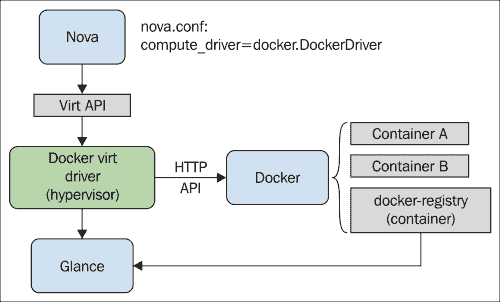 Nova
nova.conf:
compute_driver=docker.DockerDriver
Virt API
Docker virt
driver
(hypervisor)
HTTP
API
Docker
Container A
Container B
docker-registry
(container)
Glance